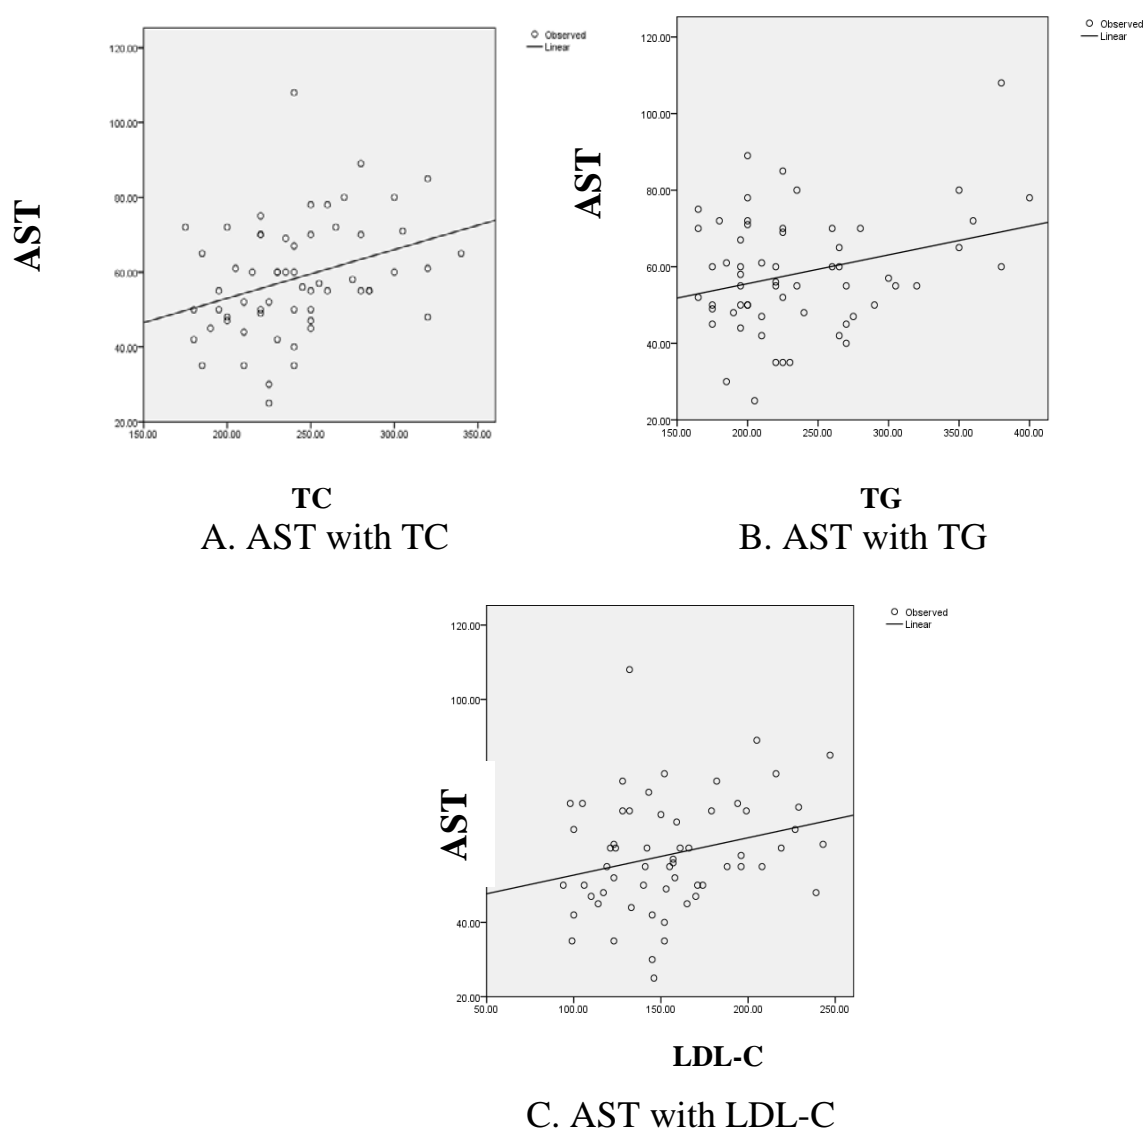 120.00
100.00
80.00
60.00
40.00
20.00
150.00 200.00 250.00 300.00 350.00
Observed
Linear
AST
TC
A. AST with TC
120.00
100.00
80.00
60.00
40.00
20.00
150.00 200.00 250.00 300.00 350.00 400.00
Observed
Linear
AST
TG
B. AST with TG
120.00
100.00
40.00
20.00
50.00 100.00 150.00 200.00 250.00
Observed
Linear
AST
LDL-C
C. AST with LDL-C